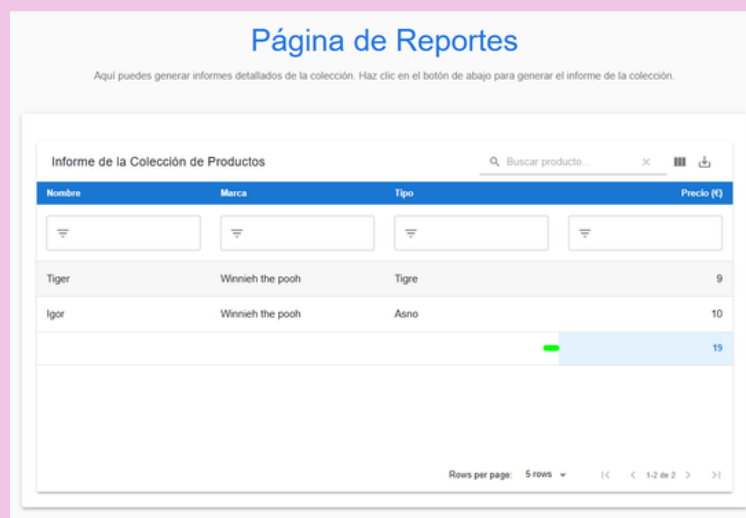 Página de Reportes
Aquí puedes generar informes detallados de la colección. Haz clic en el botón de abajo para generar el informe de la colección.
Informe de la Colección de Productos
Buscar producto...
Nombre Marca Tipo Precio (€)
Tiger Winnieh the pooh Tigre 9
Igor Winnieh the pooh Asno 10
19
Rows per page: 5 rows 1-2 de 2